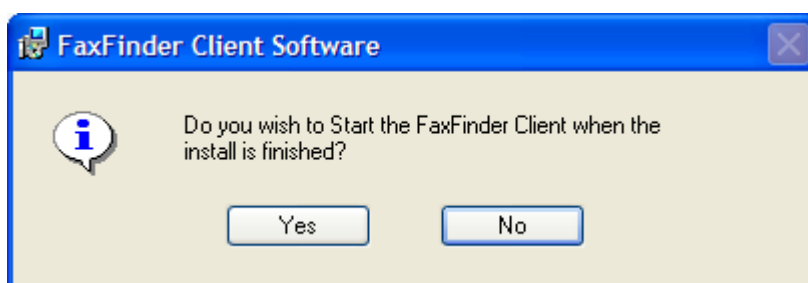 FaxFinder Client Software
Do you wish to Start the FaxFinder Client when the
install is finished?
Yes
No